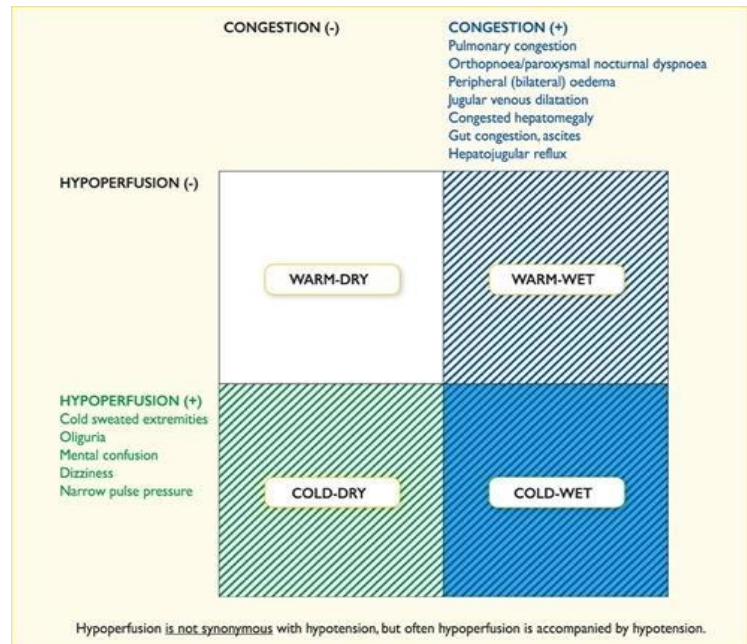 CONGESTION (-)
CONGESTION (+)
Pulmonary congestion
Orthopnoea/paroxysmal nocturnal dyspnoea
Peripheral (bilateral) oedema
Jugular venous dilatation
Congested hepatomegaly
Gut congestion, ascites
Hepatojugular reflux
HYPOPERFUSION (-)
WARM-DRY
WARM-WET
HYPOPERFUSION (+)
Cold sweated extremities
Oliguria
Mental confusion
Dizziness
Narrow pulse pressure
COLD-DRY
COLD-WET
Hypoperfusion is not synonymous with hypotension, but often hypoperfusion is accompanied by hypotension.